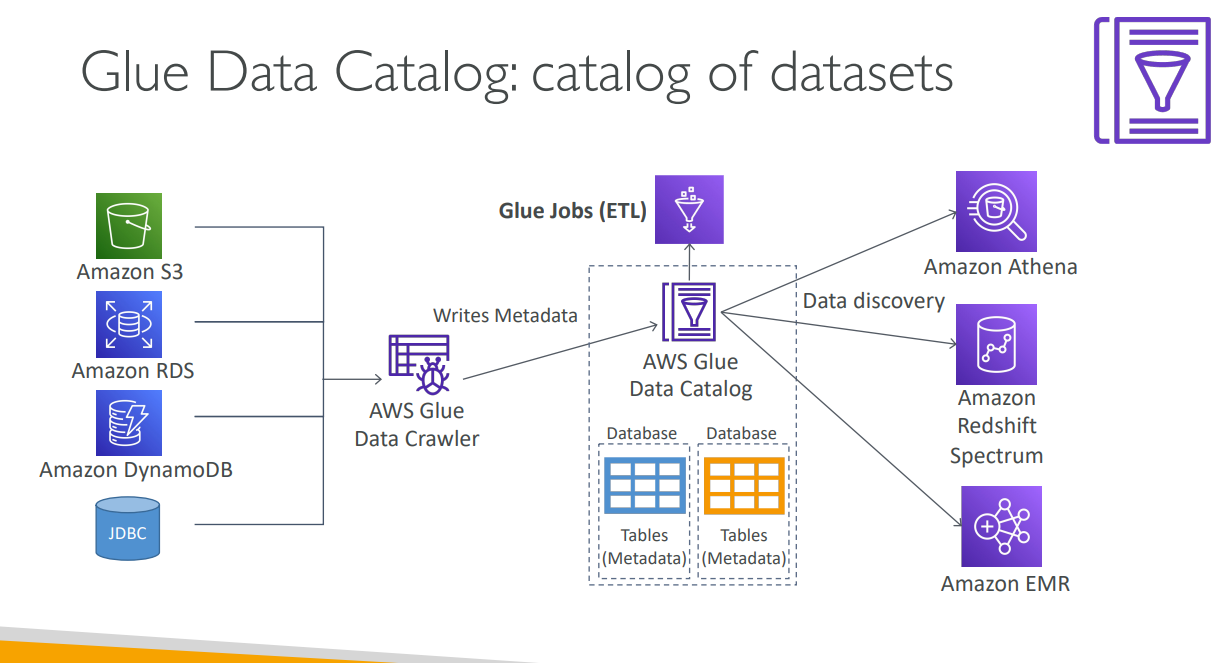 Glue Data Catalog: catalog of datasets
Amazon S3
Amazon RDS
Amazon DynamoDB
JDBC
AWS Glue
Data Crawler
Writes Metadata
Glue Jobs (ETL)
AWS Glue
Data Catalog
Database
Tables
(Metadata)
Database
Tables
(Metadata)
Data discovery
Amazon Athena
Amazon
Redshift
Spectrum
Amazon EMR